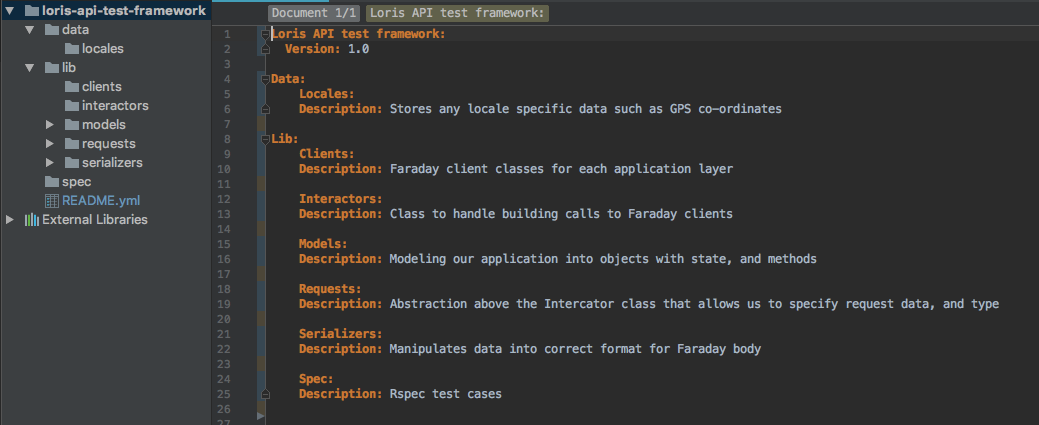 loris-api-test-framework
data
locales
lib
clients
interactors
models
requests
serializers
spec
README.yml
External Libraries
Document 1/1 Loris API test framework:
1 Loris API test framework:
2 Version: 1.0
3
4 Data:
5 Locales:
6 Description: Stores any locale specific data such as GPS co-ordinates
7
8 Lib:
9 Clients:
10 Description: Faraday client classes for each application layer
11
12 Interactors:
13 Description: Class to handle building calls to Faraday clients
14
15 Models:
16 Description: Modeling our application into objects with state, and methods
17
18 Requests:
19 Description: Abstraction above the Intercator class that allows us to specify request data, and type
20
21 Serializers:
22 Description: Manipulates data into correct format for Faraday body
23
24 Spec:
25 Description: Rspec test cases
26
27